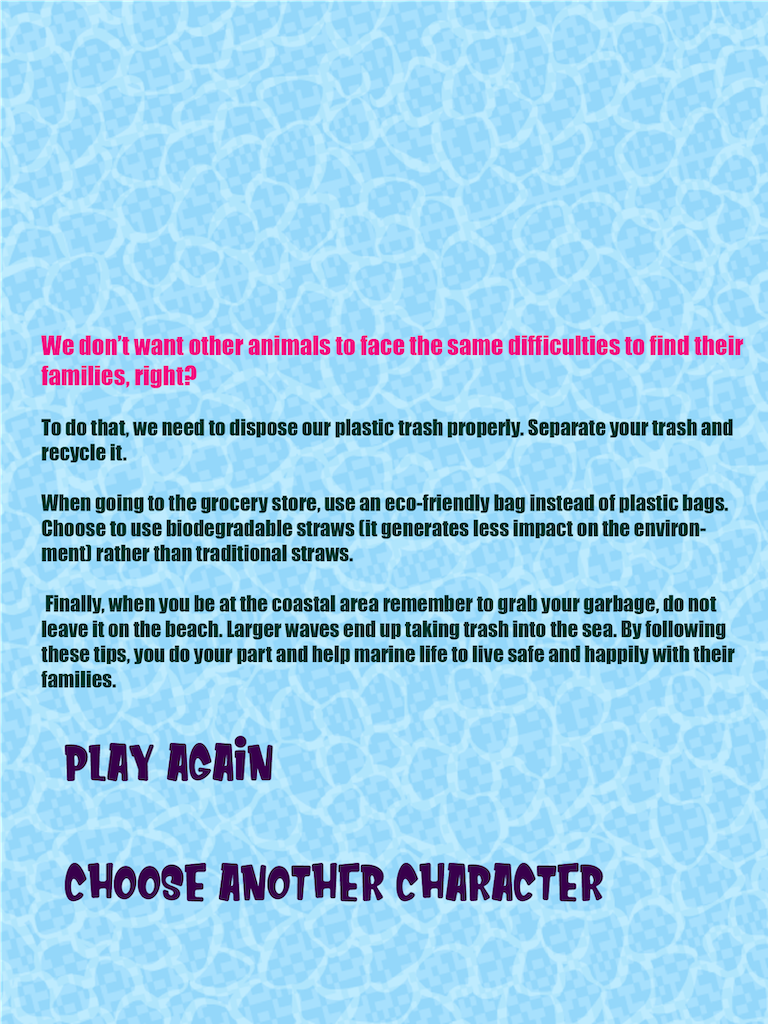 We don’t want other animals to face the same difficulties to find their
families, right?
To do that, we need to dispose our plastic trash properly. Separate your trash and
recycle it.
When going to the grocery store, use an eco-friendly bag instead of plastic bags.
Choose to use biodegradable straws (it generates less impact on the environ-
ment) rather than traditional straws.
Finally, when you be at the coastal area remember to grab your garbage, do not
leave it on the beach. Larger waves end up taking trash into the sea. By following
these tips, you do your part and help marine life to live safe and happily with their
families.
PLAY AGAiN
CHOOSE ANOTHER CHARACTER